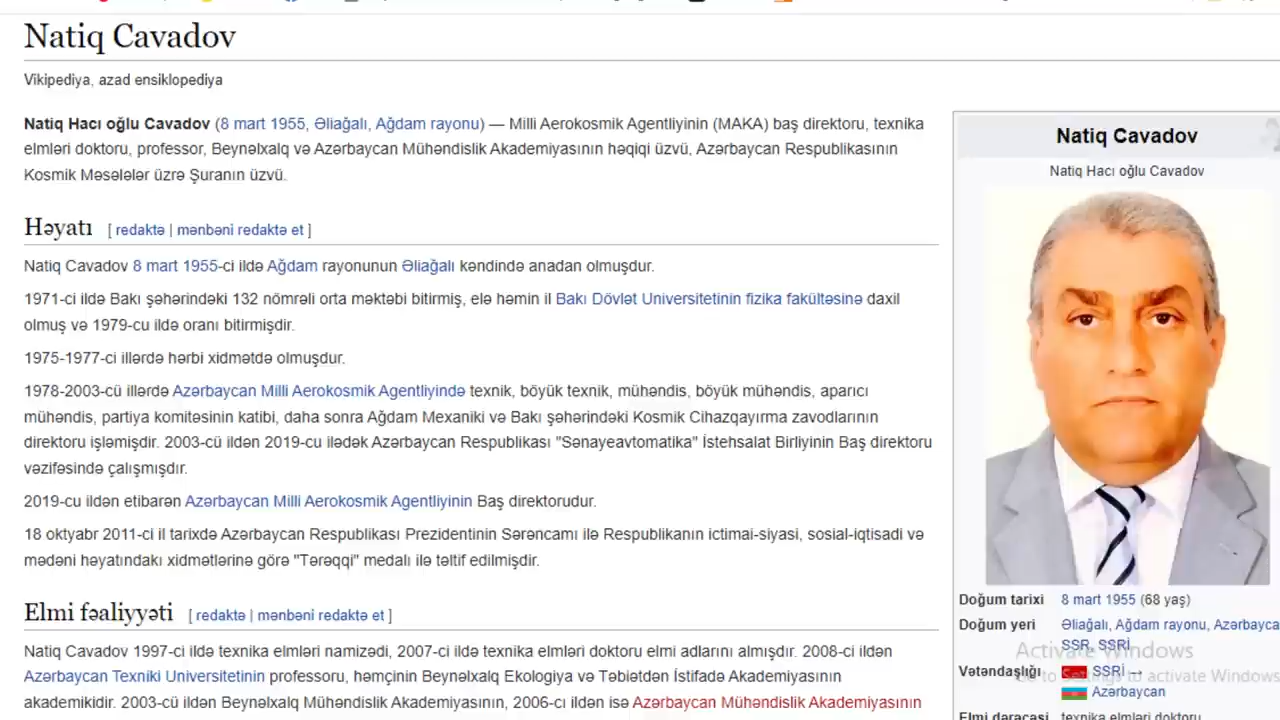 Natiq Cavadov
Vikipediya, azad ensiklopediya
Natiq Hacı oğlu Cavadov (8 mart 1955, Əliağalı, Ağdam rayonu) — Milli Aerokosmik Agentliyinin (MAKA) baş direktoru, texnika
elmləri doktoru, professor, Beynəlxalq və Azərbaycan Mühəndislik Akademiyasının həqiqi üzvü, Azərbaycan Respublikasının
Kosmik Məsələlər üzrə Şuranın üzvü.
Həyatı [ redaktə | mənbəni redaktə et ]
Natiq Cavadov 8 mart 1955-ci ildə Ağdam rayonunun Əliağalı kəndində anadan olmuşdur.
1971-ci ildə Bakı şəhərindəki 132 nömrəli orta məktəbi bitirmiş, elə həmin il Bakı Dövlət Universitetinin fizika fakültəsinə daxil
olmuş və 1979-cu ildə oranı bitirmişdir.
1975-1977-ci illərdə hərbi xidmətdə olmuşdur.
1978-2003-cü illərdə Azərbaycan Milli Aerokosmik Agentliyində texnik, böyük texnik, mühəndis, böyük mühəndis, aparıcı
mühəndis, partiya komitəsinin katibi, daha sonra Ağdam Mexaniki və Bakı şəhərindəki Kosmik Cihazqayırma zavodlarının
direktoru işləmişdir. 2003-cü ildən 2019-cu ilədək Azərbaycan Respublikası "Sənayeavtomatika" İstehsalat Birliyinin Baş direktoru
vəzifəsində çalışmışdır.
2019-cu ildən etibarən Azərbaycan Milli Aerokosmik Agentliyinin Baş direktorudur.
18 oktyabr 2011-ci il tarixdə Azərbaycan Respublikası Prezidentinin Sərəncamı ilə Respublikanın ictimai-siyasi, sosial-iqtisadi və
mədəni həyatındakı xidmətlərinə görə "Tərəqqi" medalı ilə təltif edilmişdir.
Elmi fəaliyyəti [ redaktə | mənbəni redaktə et ]
Natiq Cavadov 1997-ci ildə texnika elmləri namizədi, 2007-ci ildə texnika elmləri doktoru elmi adlarını almışdır. 2008-ci ildən
Azərbaycan Texniki Universitetinin professoru, həmçinin Beynəlxalq Ekologiya və Təbiətdən İstifadə Akademiyasının
akademikidir. 2003-cü ildən Beynəlxalq Mühəndislik Akademiyasının, 2006-cı ildən isə Azərbaycan Mühəndislik Akademiyasının
Natiq Cavadov
Natiq Hacı oğlu Cavadov
Doğum tarixi 8 mart 1955 (68 yaş)
Doğum yeri Əliağalı, Ağdam rayonu, Azərbayca
SSR, SSRİ
Vətəndaşlığı SSRİ →
Azərbaycan
Elmi dərəcəsi texnika elmləri doktoru
Activate Windows
Go to Settings to activate Windows